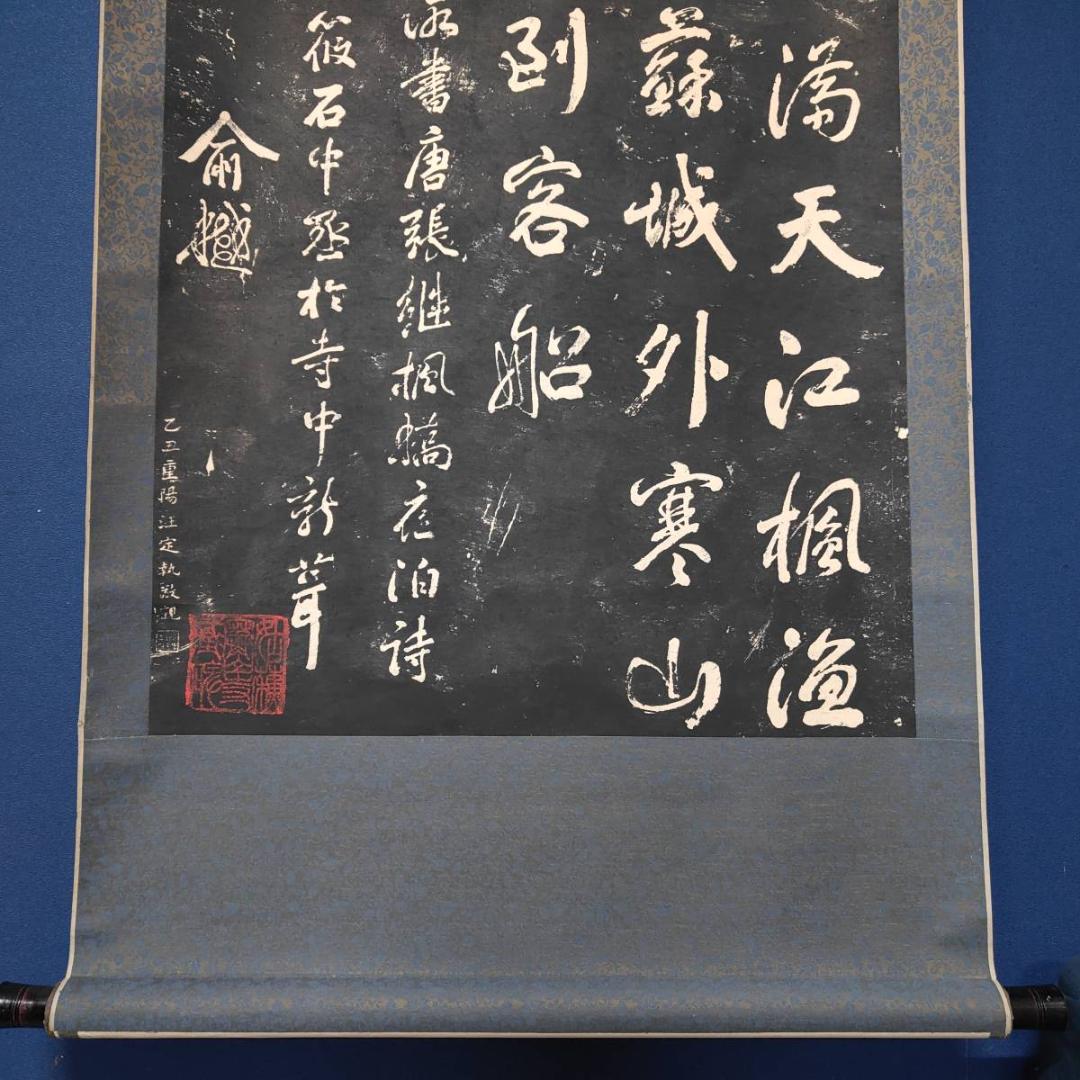 滿天江楓漁
蘇城外寒山
到客船
書唐張繼楓橋夜泊詩
筱石中丞於寺中新葺
俞樾
乙丑重陽汪定執敬觀